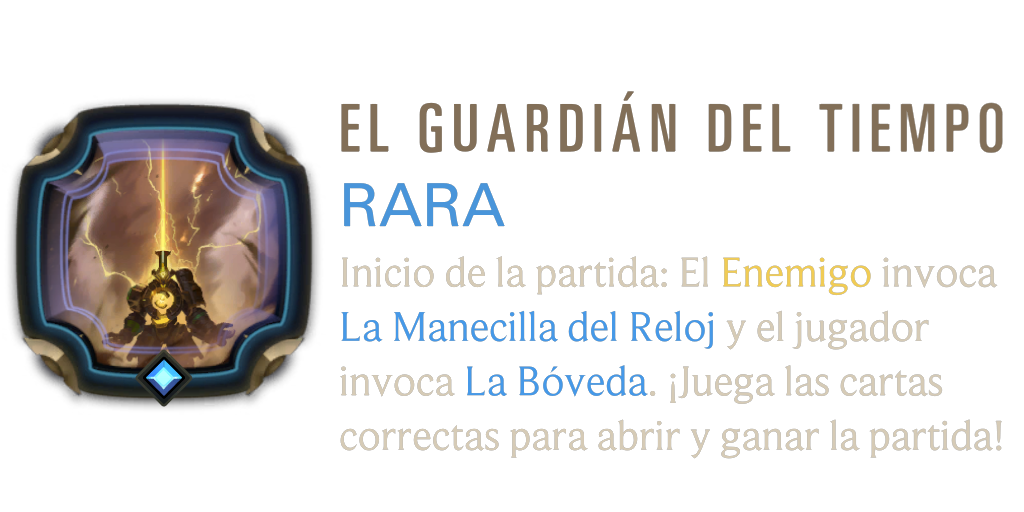 EL GUARDIÁN DEL TIEMPO
RARA
Inicio de la partida: El Enemigo invoca
La Manecilla del Reloj y el jugador
invoca La Bóveda. ¡Juega las cartas
correctas para abrir y ganar la partida!